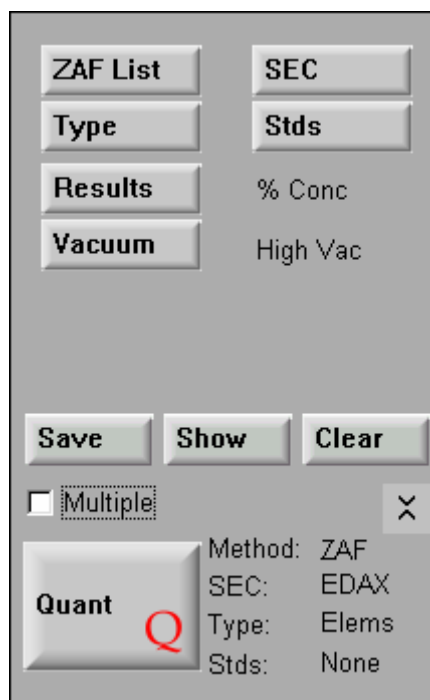 ZAF List SEC
Type Stds
Results % Conc
Vacuum High Vac
Save Show Clear
Multiple
Method: ZAF
SEC: EDAX
Quant Q
Type: Elems
Stds: None